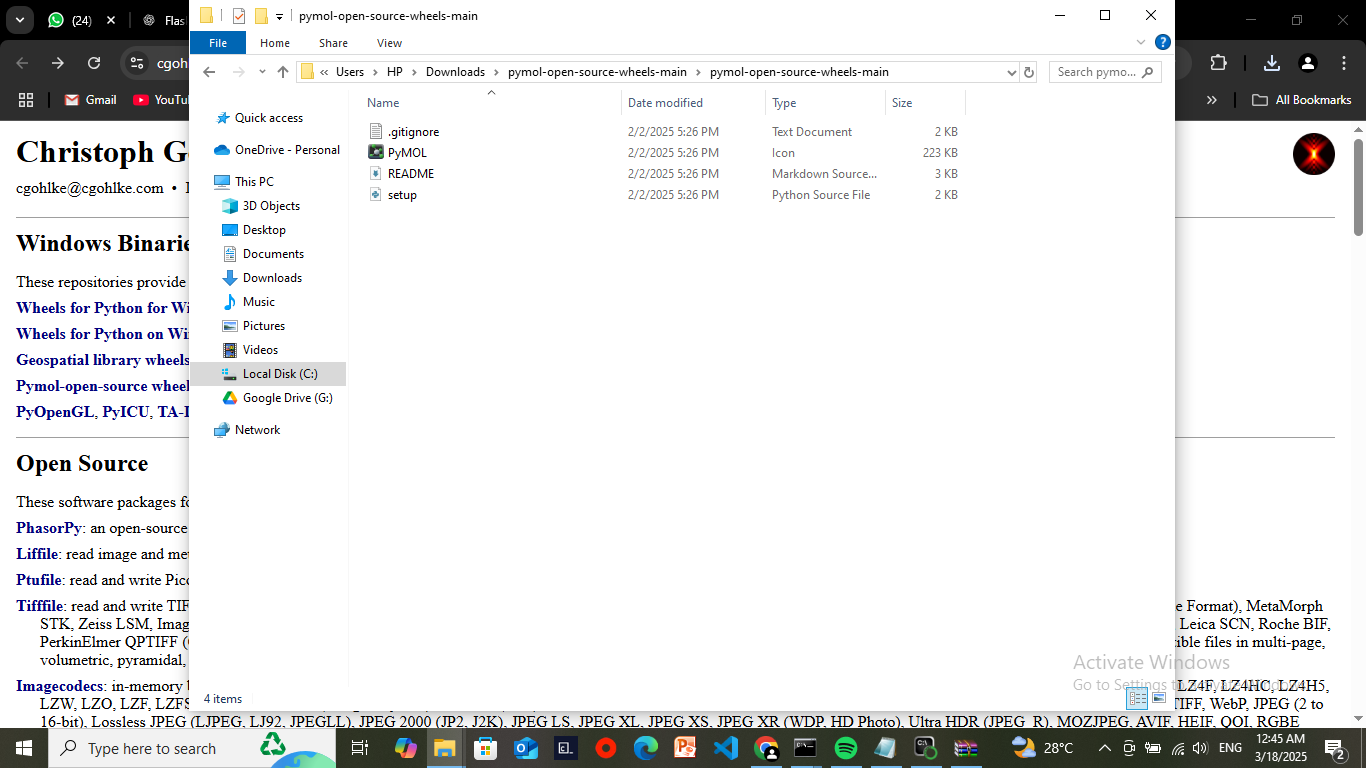 (24)
Flas
pymol-open-source-wheels-main
File Home Share View
cgoh
« Users › HP › Downloads › pymol-open-source-wheels-main › pymol-open-source-wheels-main
Search pymo...
Gmail
YouTu
» All Bookmarks
Name Date modified Type Size
.gitignore 2/2/2025 5:26 PM Text Document 2 KB
PyMOL 2/2/2025 5:26 PM Icon 223 KB
README 2/2/2025 5:26 PM Markdown Source... 3 KB
setup 2/2/2025 5:26 PM Python Source File 2 KB
Quick access
OneDrive - Personal
This PC
3D Objects
Desktop
Documents
Downloads
Music
Pictures
Videos
Local Disk (C:)
Google Drive (G:)
Network
4 items
Christoph G
cgohlke@cgohlke.com •
Windows Binarie
These repositories provide
Wheels for Python for Wi
Wheels for Python on Wi
Geospatial library wheels
Pymol-open-source wheel
PyOpenGL, PyICU, TA-
Open Source
These software packages fo
PhasorPy: an open-source
Liffile: read image and me
Ptufile: read and write Pic
Tifffile: read and write TIF e Format), MetaMorph
STK, Zeiss LSM, Imag Leica SCN, Roche BIF,
PerkinElmer QPTIFF ible files in multi-page,
volumetric, pyramidal,
Activate Windows
Go to Settings to
Imagecodecs: in-memory b LZ4F, LZ4HC, LZ4H5,
LZW, LZO, LZF, LZFS TIFF, WebP, JPEG (2 to
16-bit), Lossless JPEG (LJPEG, LJ92, JPEGLL), JPEG 2000 (JP2, J2K), JPEG LS, JPEG XL, JPEG XS, JPEG XR (WDP, HD Photo), Ultra HDR (JPEG_R), MOZJPEG, AVIF, HEIF, QOI, RGBE
Type here to search
28°C
ENG
12:45 AM
3/18/2025
2